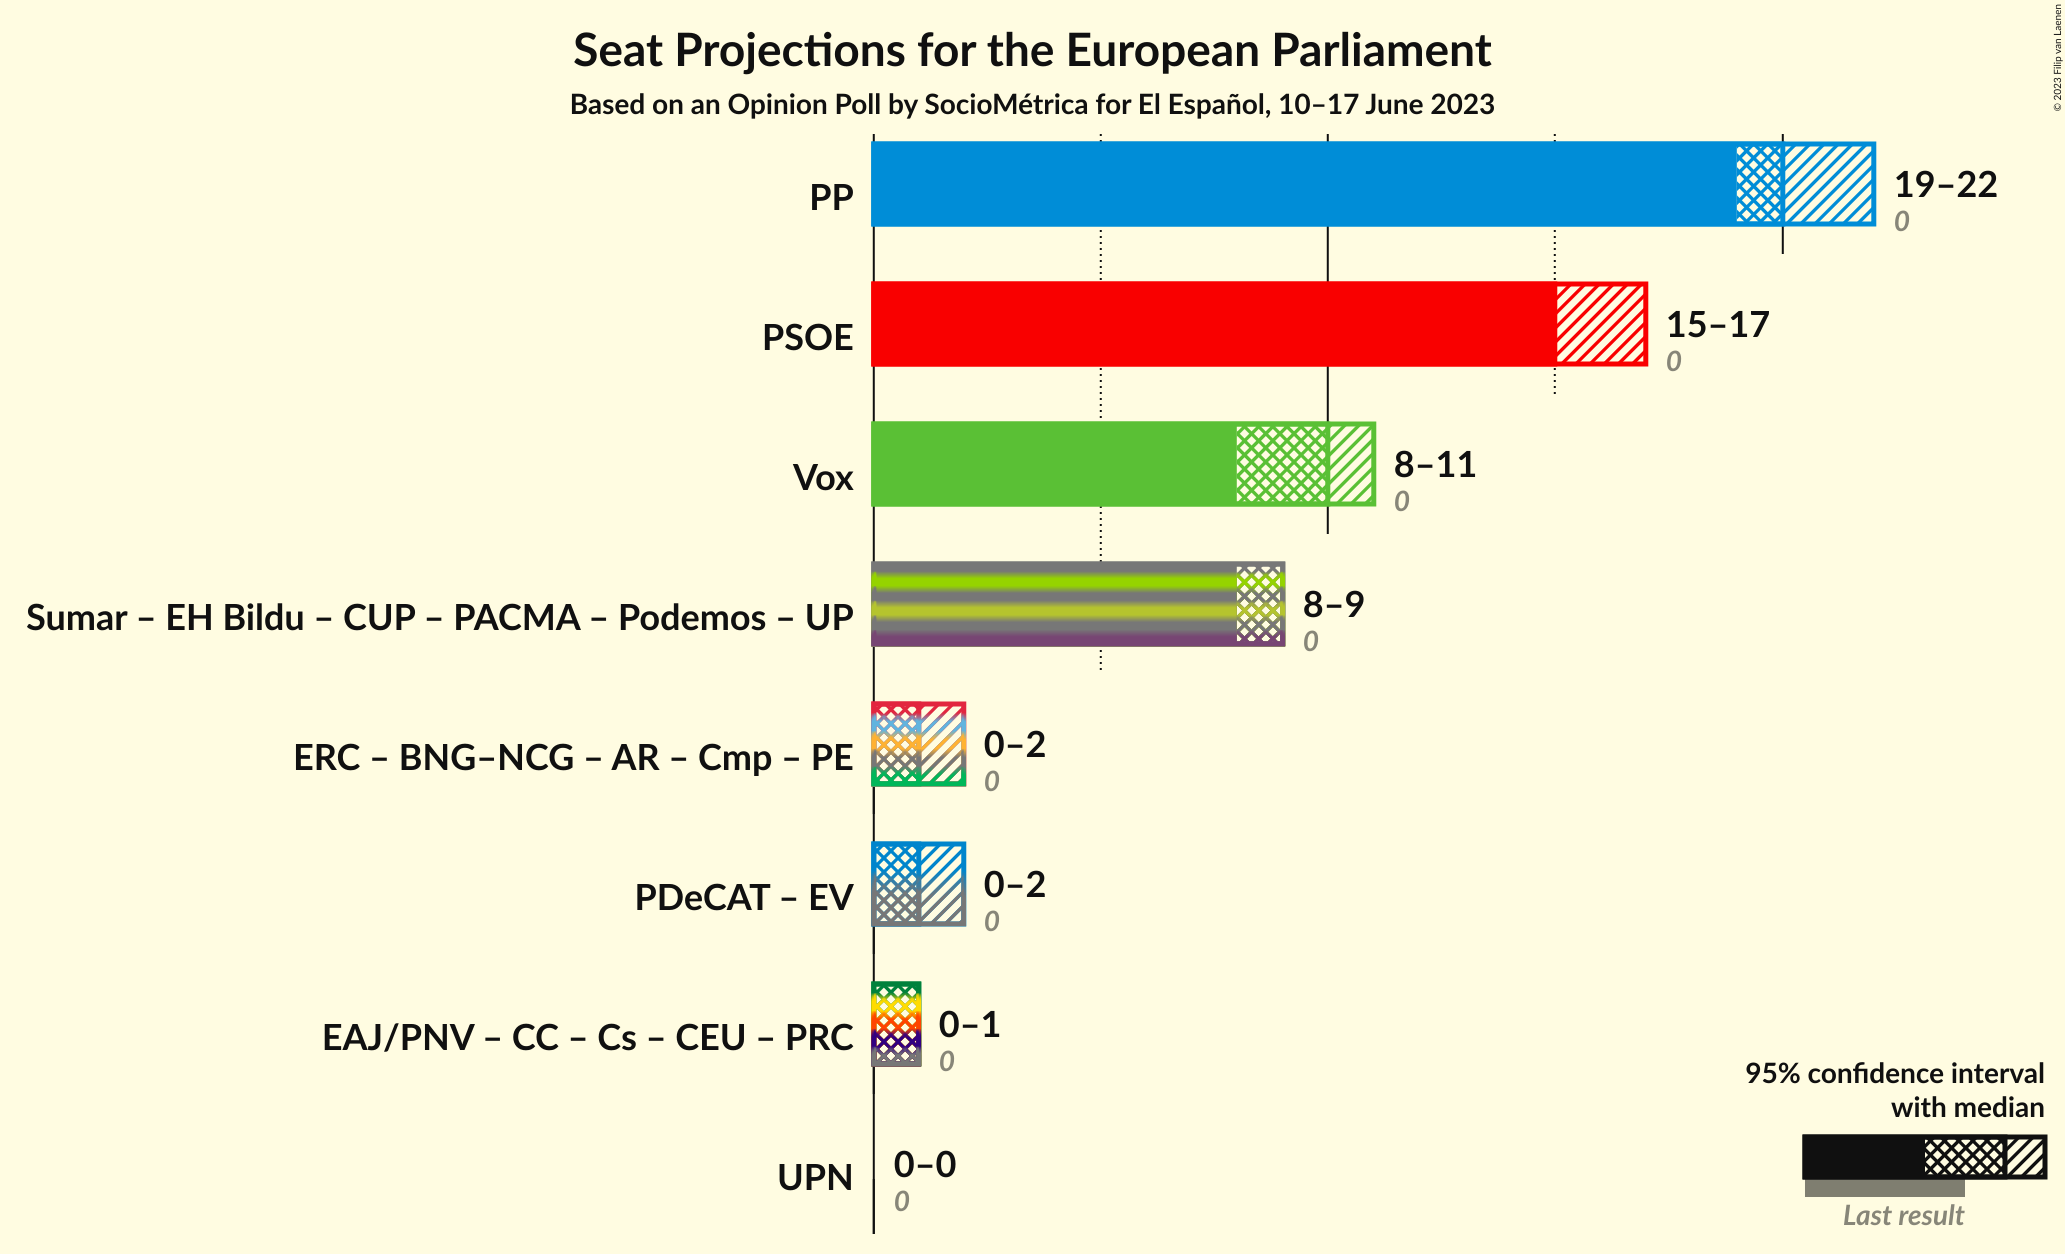 Seat Projections for the European Parliament
Based on an Opinion Poll by SocioMétrica for El Español, 10–17 June 2023
© 2023 Filip van Laenen
PP
19–22
0
PSOE
15–17
0
Vox
8–11
0
Sumar – EH Bildu – CUP – PACMA – Podemos – UP
8–9
0
ERC – BNG–NCG – AR – Cmp – PE
0–2
0
PDeCAT – EV
0–2
0
EAJ/PNV – CC – Cs – CEU – PRC
0–1
0
UPN
0–0
0
95% confidence interval
with median
Last result